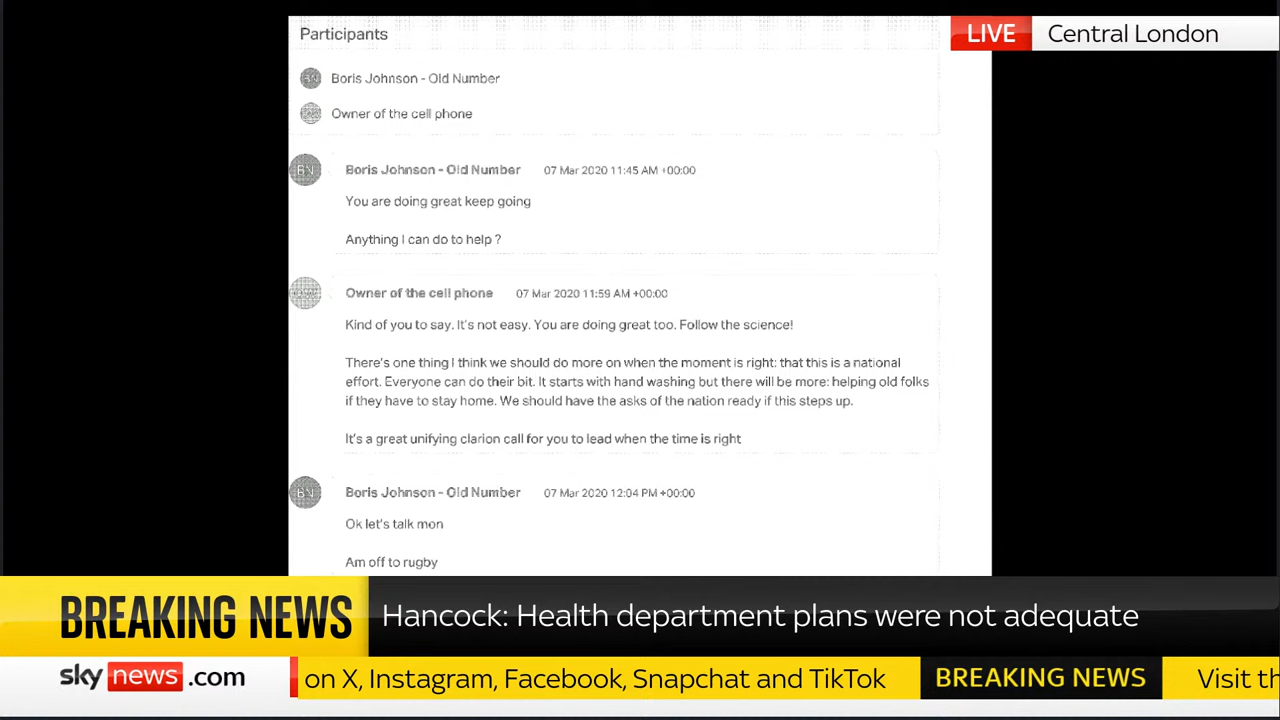 LIVE Central London
Participants
Boris Johnson - Old Number
Owner of the cell phone
BN Boris Johnson - Old Number 07 Mar 2020 11:45 AM +00:00
You are doing great keep going
Anything I can do to help ?
Owner of the cell phone 07 Mar 2020 11:59 AM +00:00
Kind of you to say. It's not easy. You are doing great too. Follow the science!
There's one thing I think we should do more on when the moment is right: that this is a national
effort. Everyone can do their bit. It starts with hand washing but there will be more: helping old folks
if they have to stay home. We should have the asks of the nation ready if this steps up.
It's a great unifying clarion call for you to lead when the time is right
BN Boris Johnson - Old Number 07 Mar 2020 12:04 PM +00:00
Ok let's talk mon
Am off to rugby
BREAKING NEWS Hancock: Health department plans were not adequate
sky news .com on X, Instagram, Facebook, Snapchat and TikTok BREAKING NEWS Visit